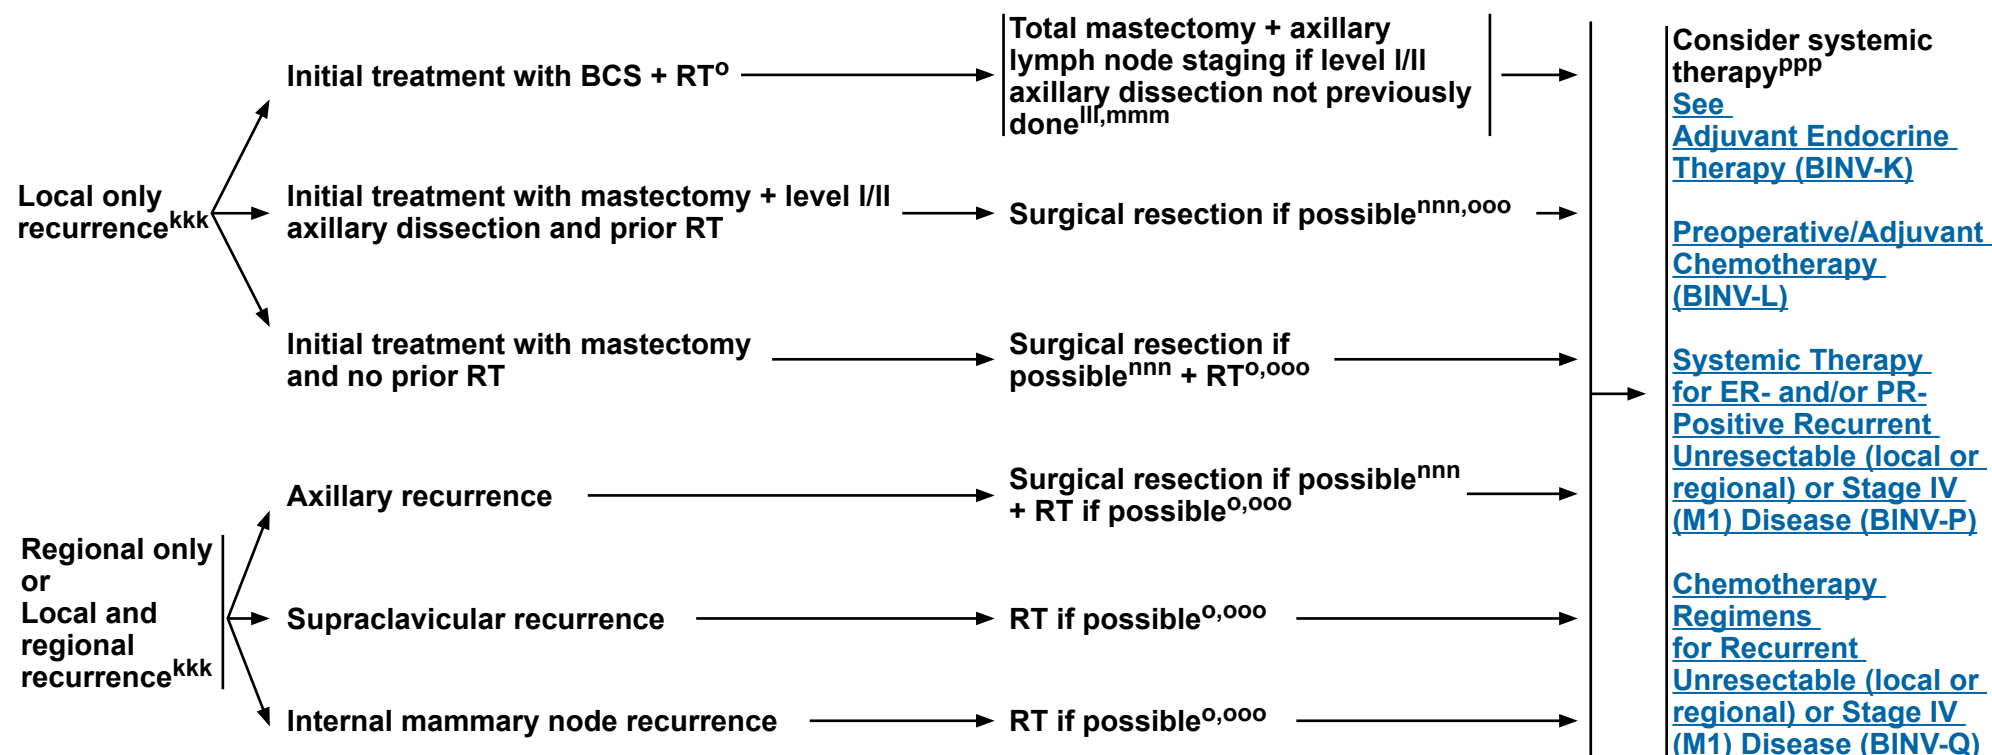 Local only
recurrencekkk
Initial treatment with BCS + RTo
Total mastectomy + axillary
lymph node staging if level I/II
axillary dissection not previously
donelll,mmm
Initial treatment with mastectomy + level I/II
axillary dissection and prior RT
Surgical resection if possiblennn,ooo
Initial treatment with mastectomy
and no prior RT
Surgical resection if
possiblennn + RTo,ooo
Regional only
or
Local and
regional
recurrencekkk
Axillary recurrence
Surgical resection if possiblennn
+ RT if possibleo,ooo
Supraclavicular recurrence
RT if possibleo,ooo
Internal mammary node recurrence
RT if possibleo,ooo
Consider systemic
therapyppp
See
Adjuvant Endocrine
Therapy (BINV-K)
Preoperative/Adjuvant
Chemotherapy
(BINV-L)
Systemic Therapy
for ER- and/or PR-
Positive Recurrent
Unresectable (local or
regional) or Stage IV
(M1) Disease (BINV-P)
Chemotherapy
Regimens
for Recurrent
Unresectable (local or
regional) or Stage IV
(M1) Disease (BINV-Q)